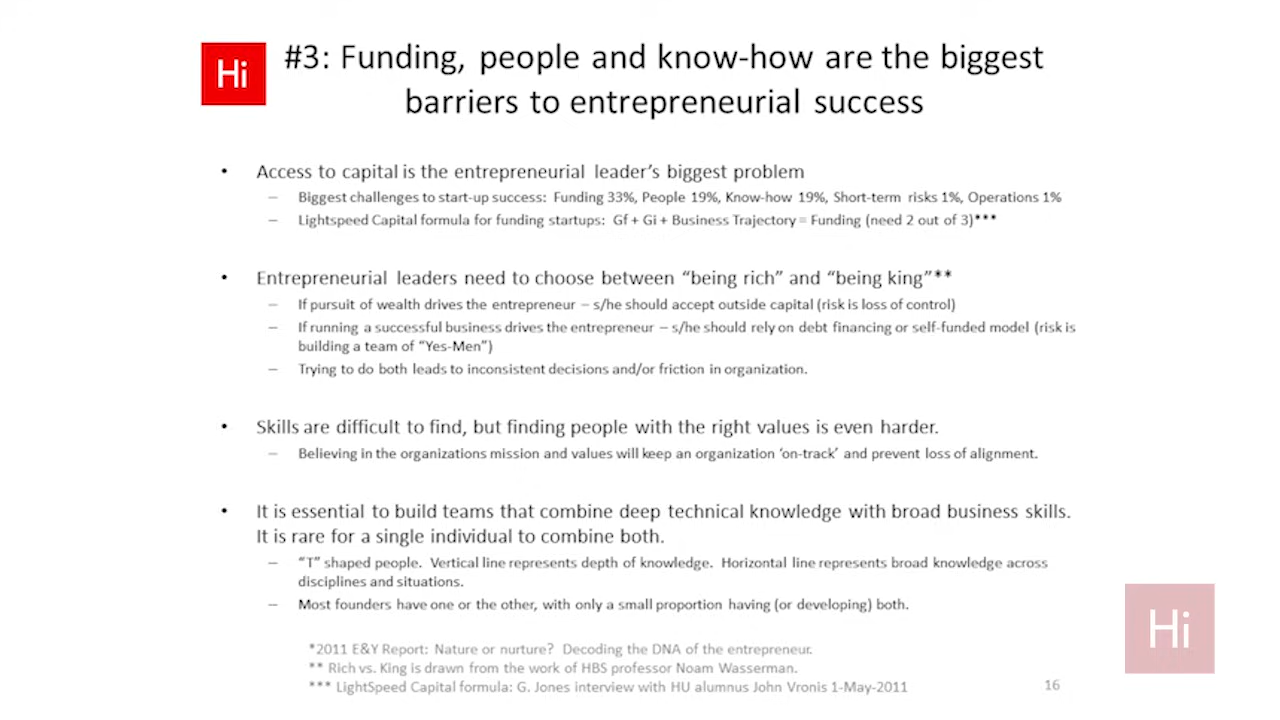 Hi
#3: Funding, people and know-how are the biggest
barriers to entrepreneurial success
• Access to capital is the entrepreneurial leader's biggest problem
– Biggest challenges to start-up success: Funding 33%, People 19%, Know-how 19%, Short-term risks 1%, Operations 1%
– Lightspeed Capital formula for funding startups: Gf + Gi + Business Trajectory = Funding (need 2 out of 3)***
• Entrepreneurial leaders need to choose between “being rich” and “being king”**
– If pursuit of wealth drives the entrepreneur – s/he should accept outside capital (risk is loss of control)
– If running a successful business drives the entrepreneur – s/he should rely on debt financing or self-funded model (risk is
building a team of “Yes-Men”)
– Trying to do both leads to inconsistent decisions and/or friction in organization.
• Skills are difficult to find, but finding people with the right values is even harder.
– Believing in the organizations mission and values will keep an organization ‘on-track’ and prevent loss of alignment.
• It is essential to build teams that combine deep technical knowledge with broad business skills.
It is rare for a single individual to combine both.
– “T” shaped people. Vertical line represents depth of knowledge. Horizontal line represents broad knowledge across
disciplines and situations.
– Most founders have one or the other, with only a small proportion having (or developing) both.
*2011 E&Y Report: Nature or nurture? Decoding the DNA of the entrepreneur.
** Rich vs. King is drawn from the work of HBS professor Noam Wasserman.
*** LightSpeed Capital formula: G. Jones interview with HU alumnus John Vronis 1-May-2011
16
Hi